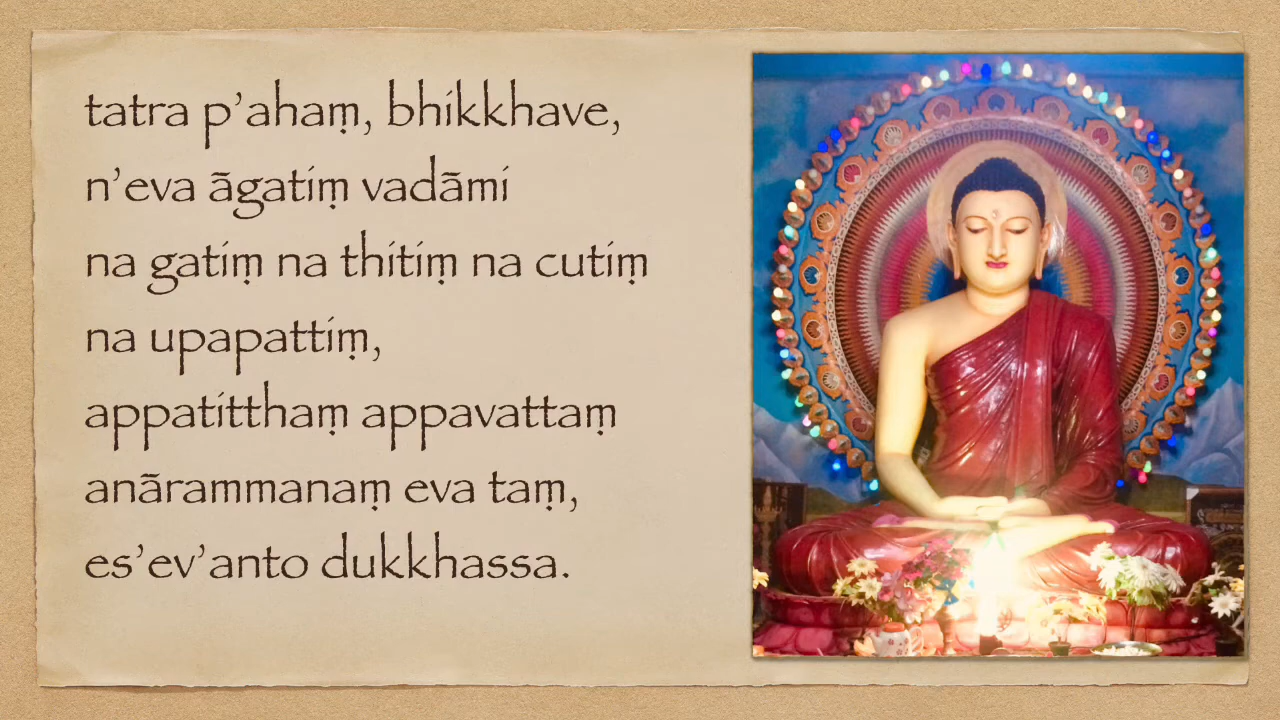 tatra p’ahaṃ, bhikkhave,
n’eva āgatiṃ vadāmi
na gatiṃ na thitiṃ na cutiṃ
na upapattiṃ,
appatitthaṃ appavattaṃ
anārammanaṃ eva taṃ,
es’ev’anto dukkhassa.